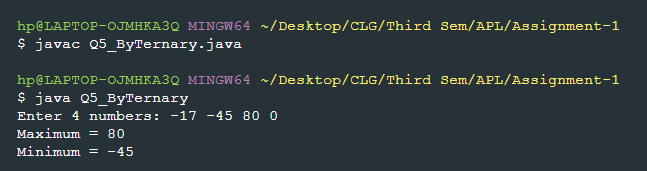 hp@LAPTOP-OJMHKA3Q MINGW64 ~/Desktop/CLG/Third Sem/APL/Assignment-1
$ javac Q5_ByTernary.java
hp@LAPTOP-OJMHKA3Q MINGW64 ~/Desktop/CLG/Third Sem/APL/Assignment-1
$ java Q5_ByTernary
Enter 4 numbers: -17 -45 80 0
Maximum = 80
Minimum = -45